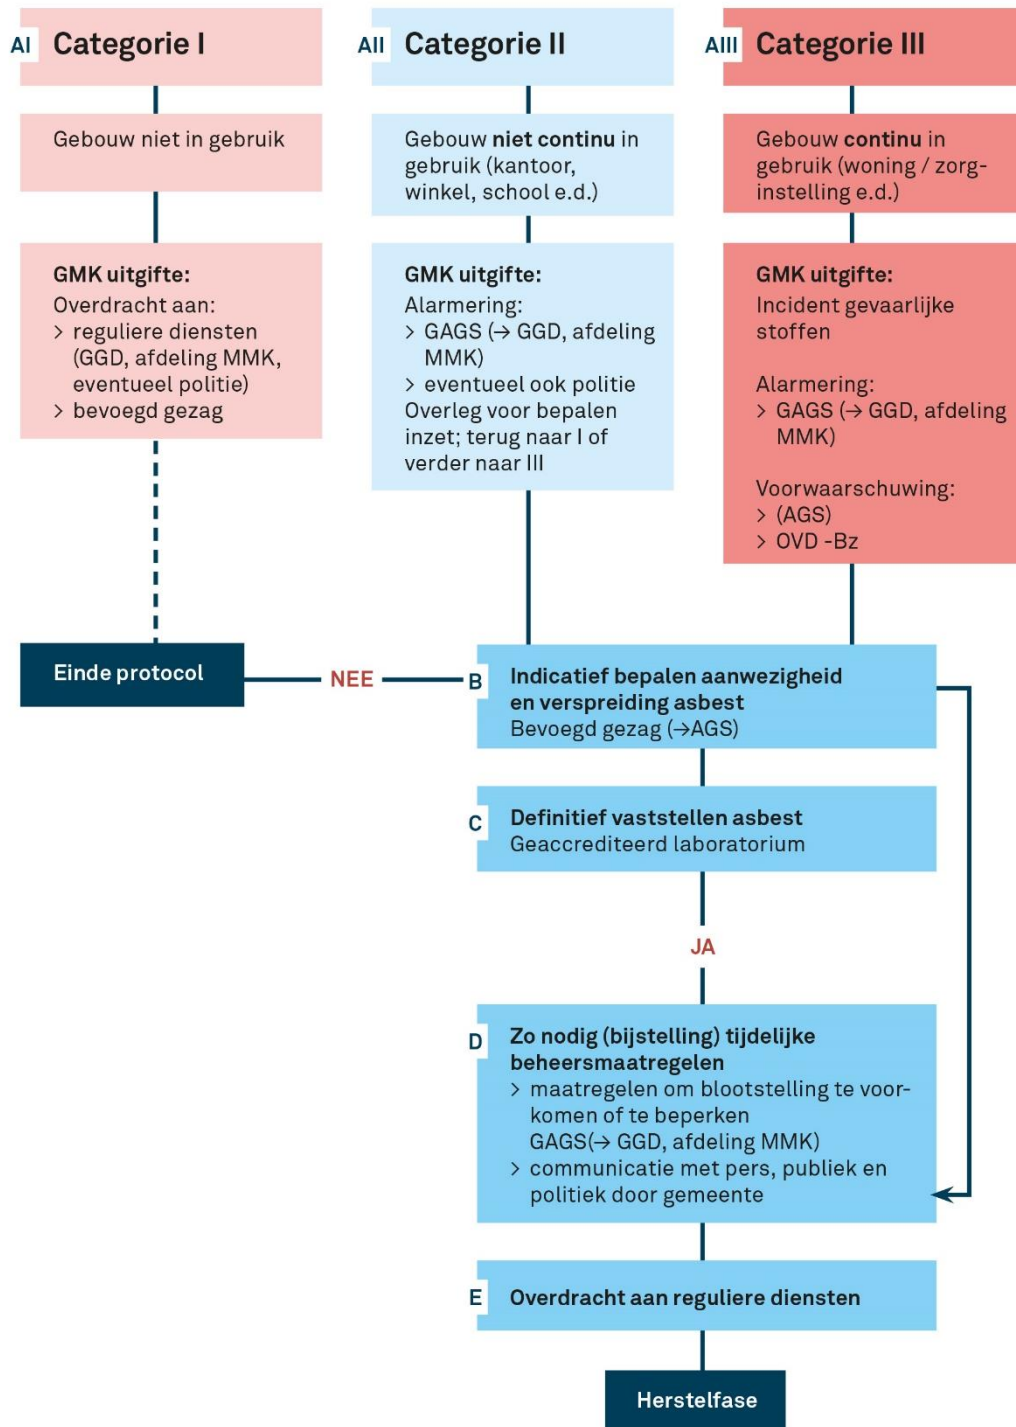 AI Categorie I
Gebouw niet in gebruik
GMK uitgifte:
Overdracht aan:
> reguliere diensten
(GGD, afdeling MMK,
eventueel politie)
> bevoegd gezag
AII Categorie II
Gebouw niet continu in
gebruik (kantoor,
winkel, school e.d.)
GMK uitgifte:
Alarmering:
> GAGS (→ GGD, afdeling
MMK)
> eventueel ook politie
Overleg voor bepalen
inzet; terug naar I of
verder naar III
AIII Categorie III
Gebouw continu in
gebruik (woning / zorg-
instelling e.d.)
GMK uitgifte:
Incident gevaarlijke
stoffen
Alarmering:
> GAGS (→ GGD, afdeling
MMK)
Voorwaarschuwing:
> (AGS)
> OVD -Bz
Einde protocol
NEE
B Indicatief bepalen aanwezigheid
en verspreiding asbest
Bevoegd gezag (→AGS)
C Definitief vaststellen asbest
Geaccrediteerd laboratorium
JA
D Zo nodig (bijstelling) tijdelijke
beheersmaatregelen
> maatregelen om blootstelling te voor-
komen of te beperken
GAGS(→ GGD, afdeling MMK)
> communicatie met pers, publiek en
politiek door gemeente
E Overdracht aan reguliere diensten
Herstelfase